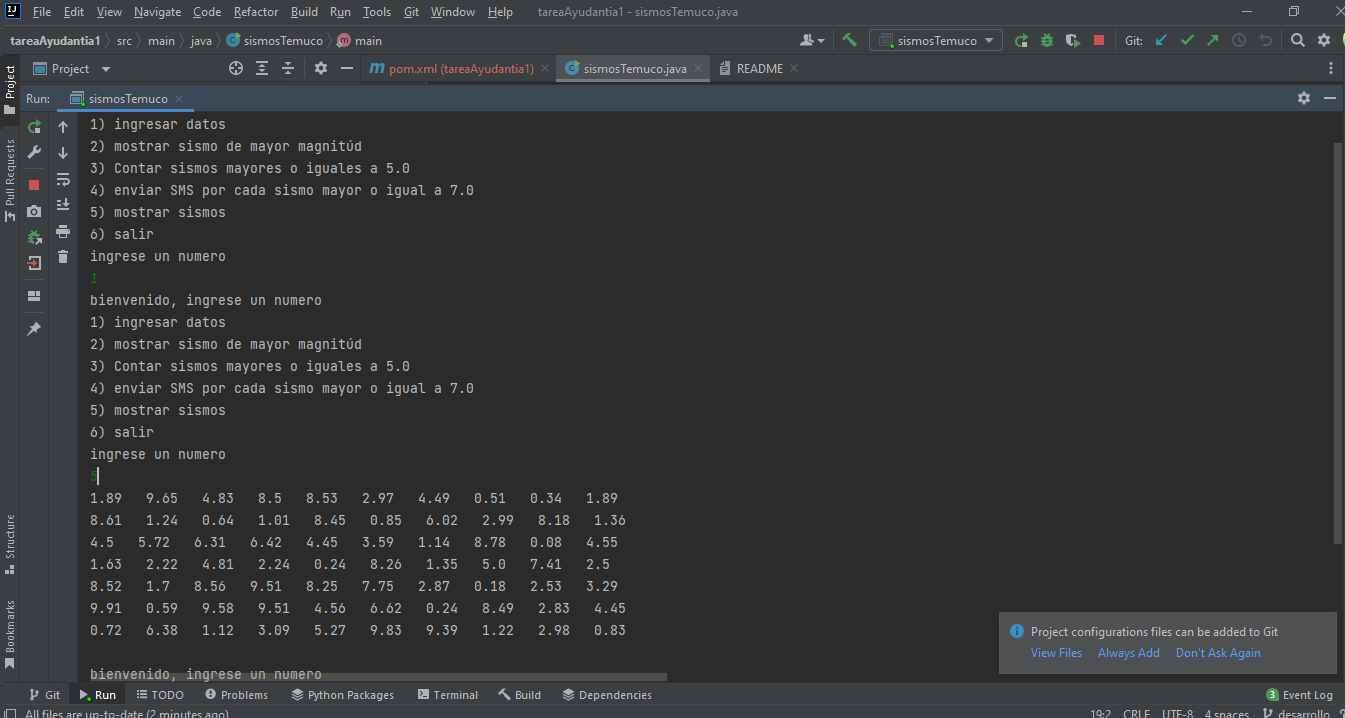 File Edit View Navigate Code Refactor Build Run Tools Git Window Help tareaAyudantia1 - sismosTemuco.java
tareaAyudantia1 src main java sismosTemuco main sismosTemuco Git:
Project pom.xml (tareaAyudantia1) sismosTemuco.java README
Run: sismosTemuco
Project
Pull Requests
Structure
Bookmarks
1) ingresar datos
2) mostrar sismo de mayor magnitúd
3) Contar sismos mayores o iguales a 5.0
4) enviar SMS por cada sismo mayor o igual a 7.0
5) mostrar sismos
6) salir
ingrese un numero
1
bienvenido, ingrese un numero
1) ingresar datos
2) mostrar sismo de mayor magnitúd
3) Contar sismos mayores o iguales a 5.0
4) enviar SMS por cada sismo mayor o igual a 7.0
5) mostrar sismos
6) salir
ingrese un numero
5
1.89 9.65 4.83 8.5 8.53 2.97 4.49 0.51 0.34 1.89
8.61 1.24 0.64 1.01 8.45 0.85 6.02 2.99 8.18 1.36
4.5 5.72 6.31 6.42 4.45 3.59 1.14 8.78 0.08 4.55
1.63 2.22 4.81 2.24 0.24 8.26 1.35 5.0 7.41 2.5
8.52 1.7 8.56 9.51 8.25 7.75 2.87 0.18 2.53 3.29
9.91 0.59 9.58 9.51 4.56 6.62 0.24 8.49 2.83 4.45
0.72 6.38 1.12 3.09 5.27 9.83 9.39 1.22 2.98 0.83
bienvenido, ingrese un numero
Project configurations files can be added to Git
View Files Always Add Don't Ask Again
Git Run TODO Problems Python Packages Terminal Build Dependencies 3 Event Log
All files are up-to-date (2 minutes ago) 19:2 CRLF UTF-8 4 spaces desarrollo